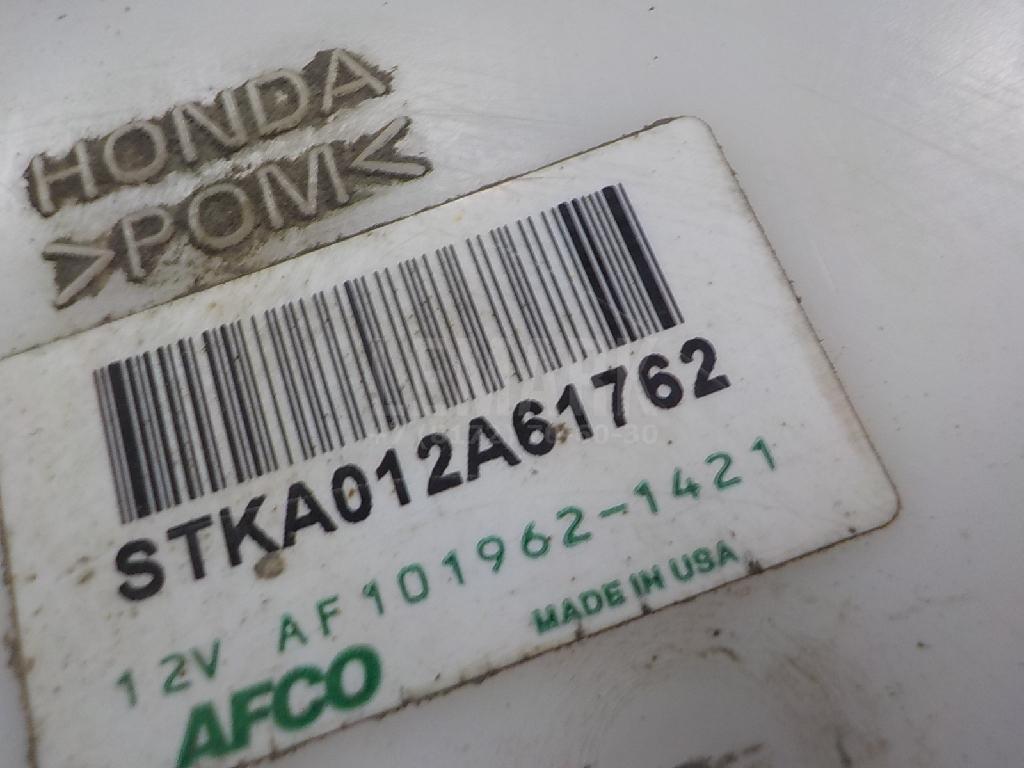 HONDA
>POM<
STKA012A61762
12V AF101962-1421
MADE IN USA
AFCO